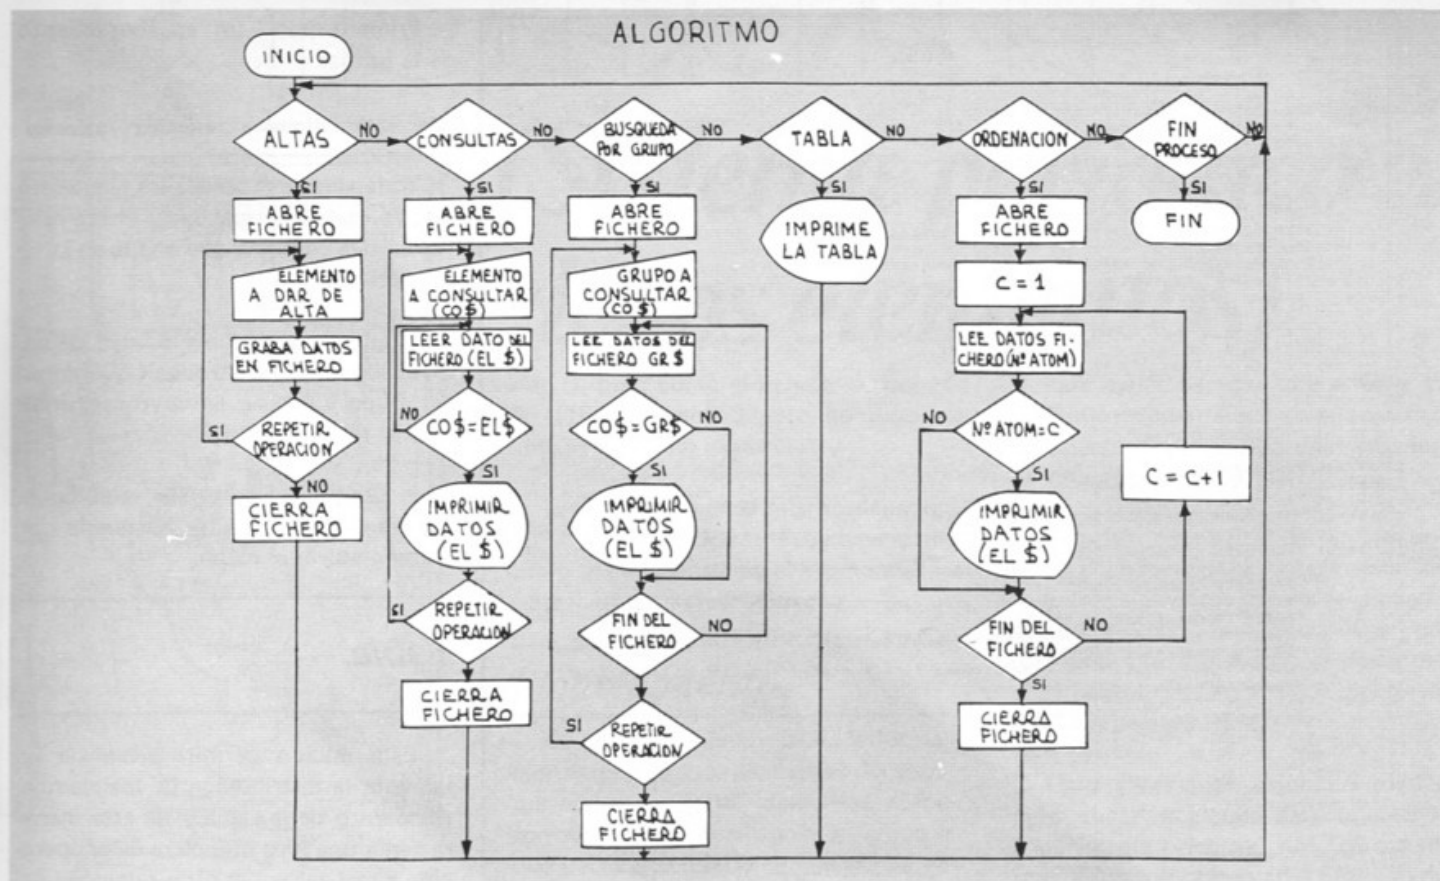 ALGORITMO
INICIO
ALTAS
NO
CONSULTAS
NO
BUSQUEDA
POR GRUPO
NO
TABLA
NO
ORDENACION
NO
FIN
PROCESO
NO
SI
SI
SI
SI
SI
SI
ABRE
FICHERO
ABRE
FICHERO
ABRE
FICHERO
IMPRIME
LA TABLA
ABRE
FICHERO
FIN
ELEMENTO
A DAR DE
ALTA
ELEMENTO
A CONSULTAR
(CO$)
GRUPO A
CONSULTAR
(CO$)
C = 1
GRABA DATOS
EN FICHERO
LEER DATO DEL
FICHERO (EL $)
LEE DATOS DEL
FICHERO GR $
LEE DATOS FI-
CHERO (Nº ATOM)
SI
REPETIR
OPERACION
NO
NO
CO$=EL$
SI
CO$=GR$
NO
SI
NO
Nº ATOM=C
SI
C = C+1
CIERRA
FICHERO
IMPRIMIR
DATOS
(EL $)
IMPRIMIR
DATOS
(EL $)
IMPRIMIR
DATOS
(EL $)
SI
REPETIR
OPERACION
FIN DEL
FICHERO
NO
FIN DEL
FICHERO
NO
SI
CIERRA
FICHERO
SI
REPETIR
OPERACION
CIERRA
FICHERO
CIERRA
FICHERO